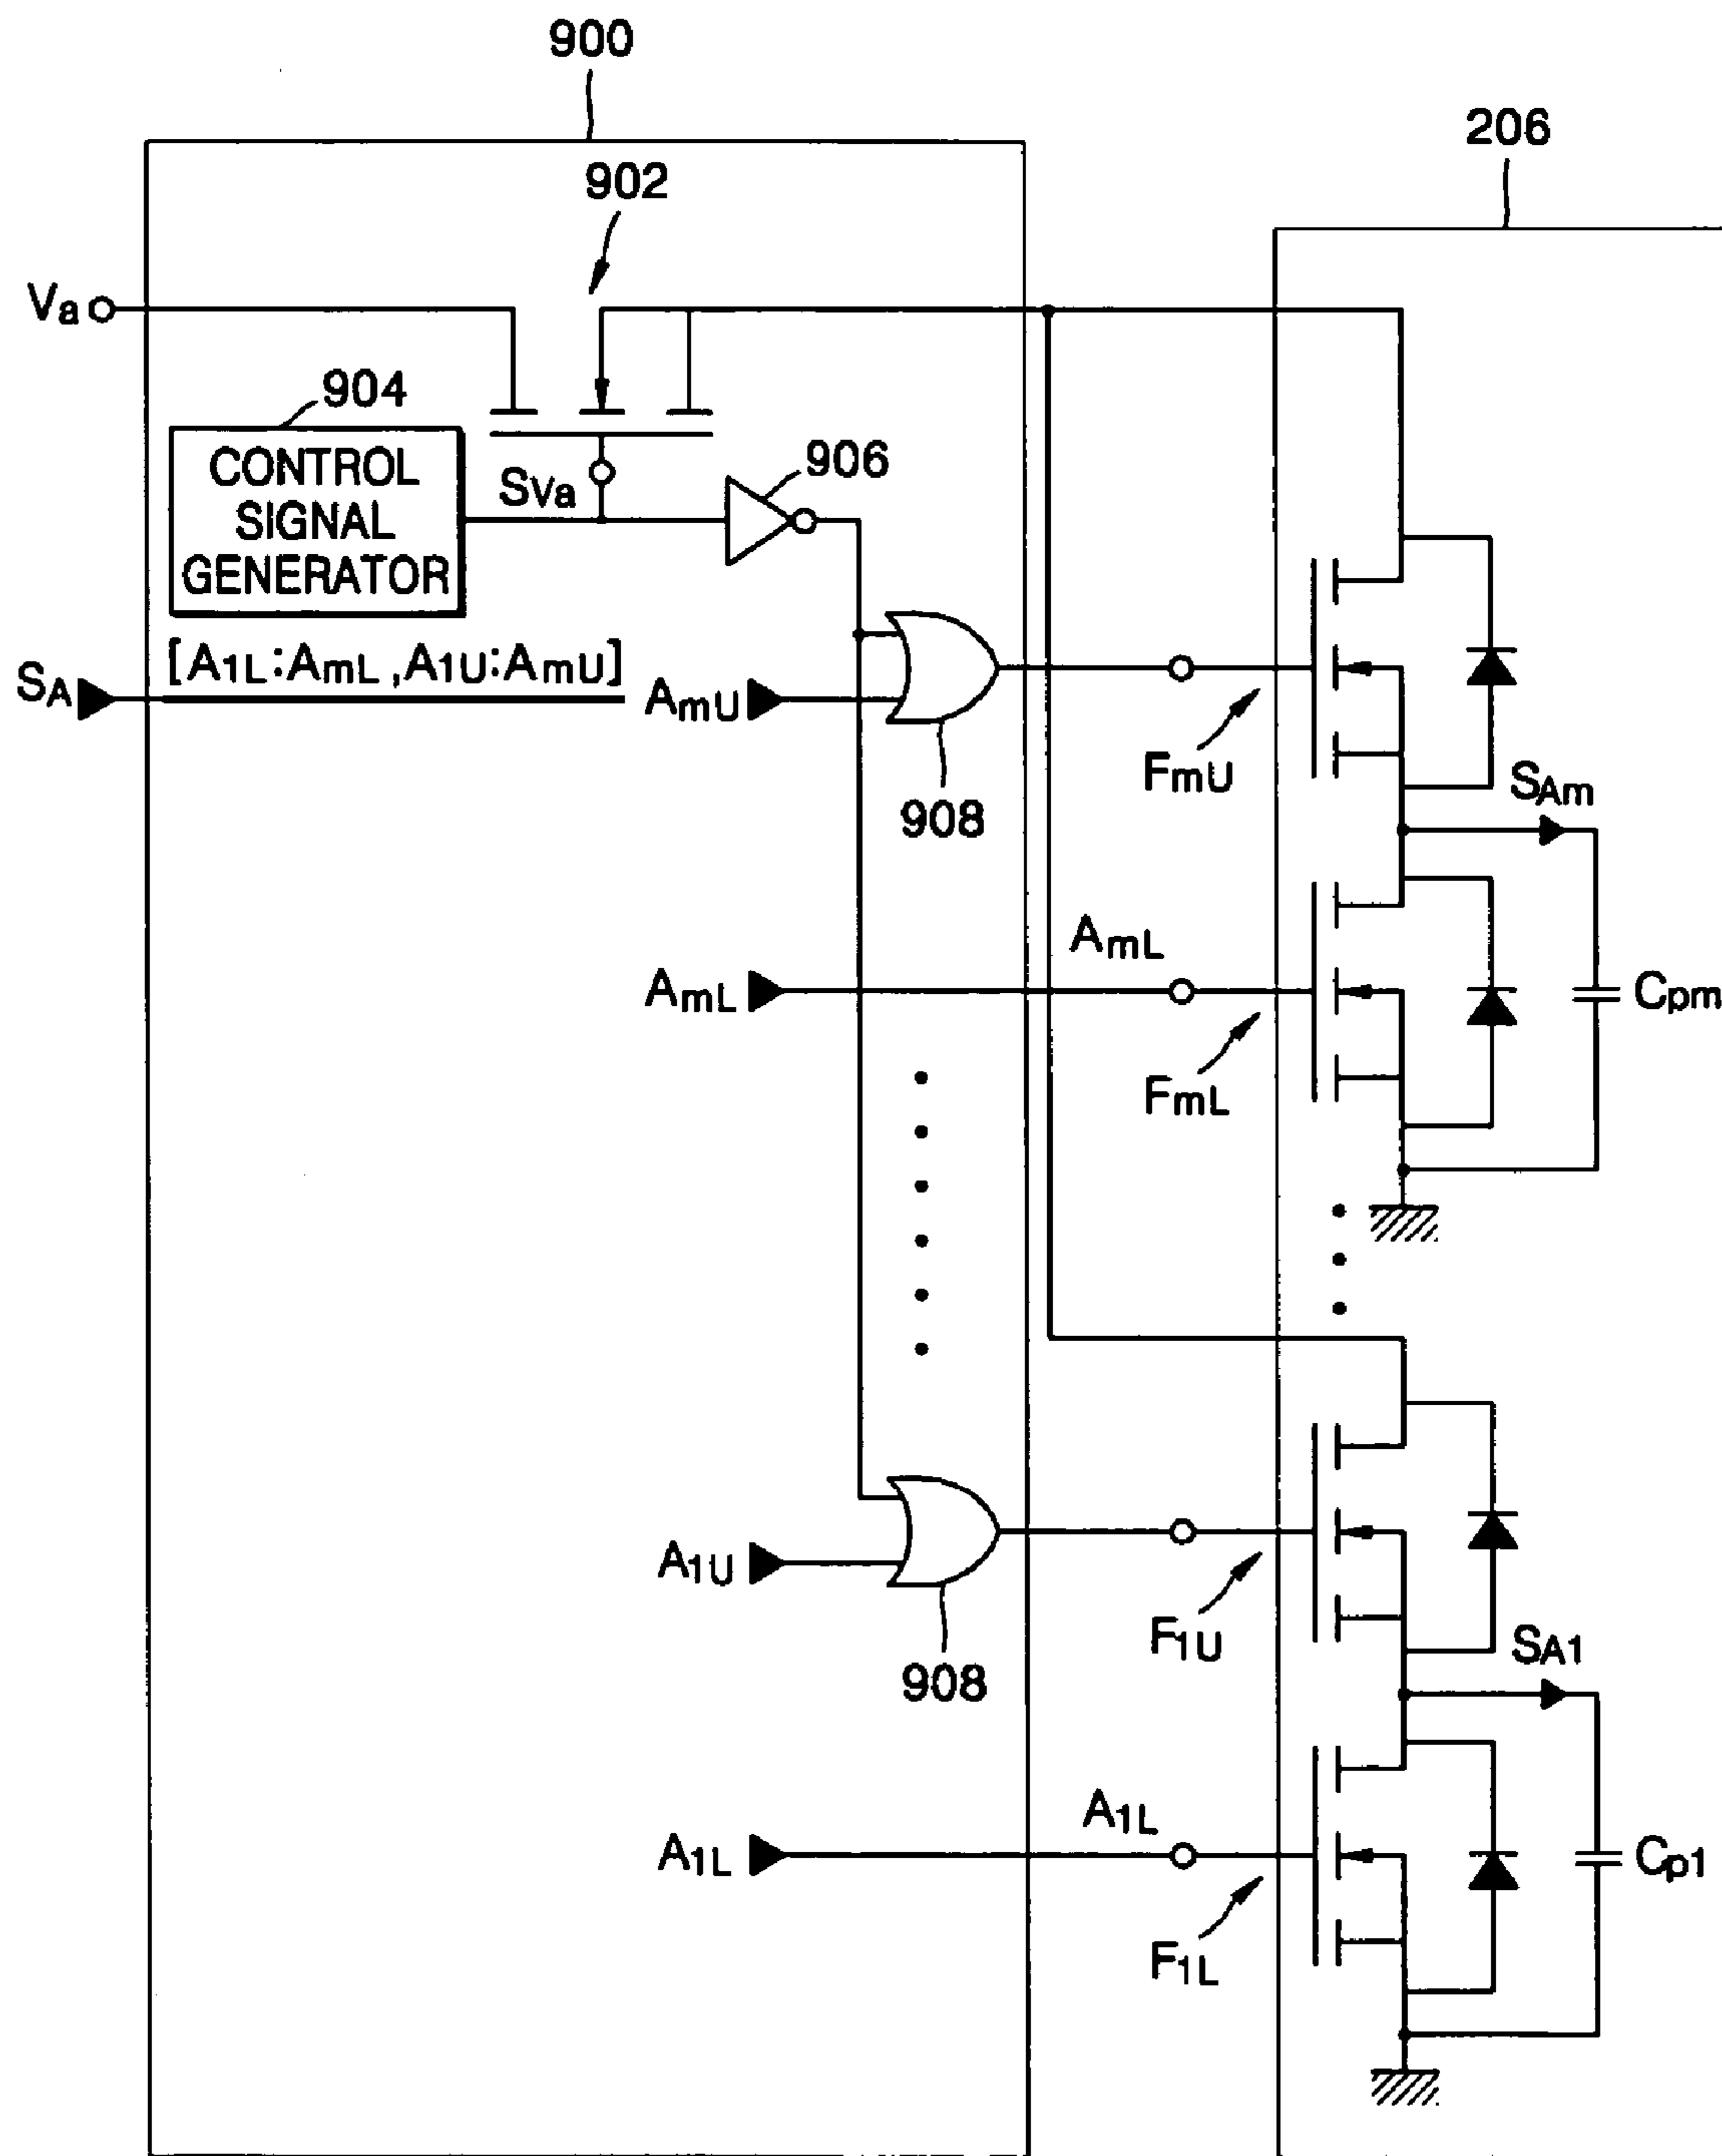 900
206
902
Va
904
CONTROL
SIGNAL
GENERATOR
SVa
906
SA
[A1L:AmL,A1U:AmU]
AmU
908
FmU
SAm
AmL
AmL
FmL
Cpm
A1U
908
F1U
SA1
A1L
A1L
F1L
Cp1